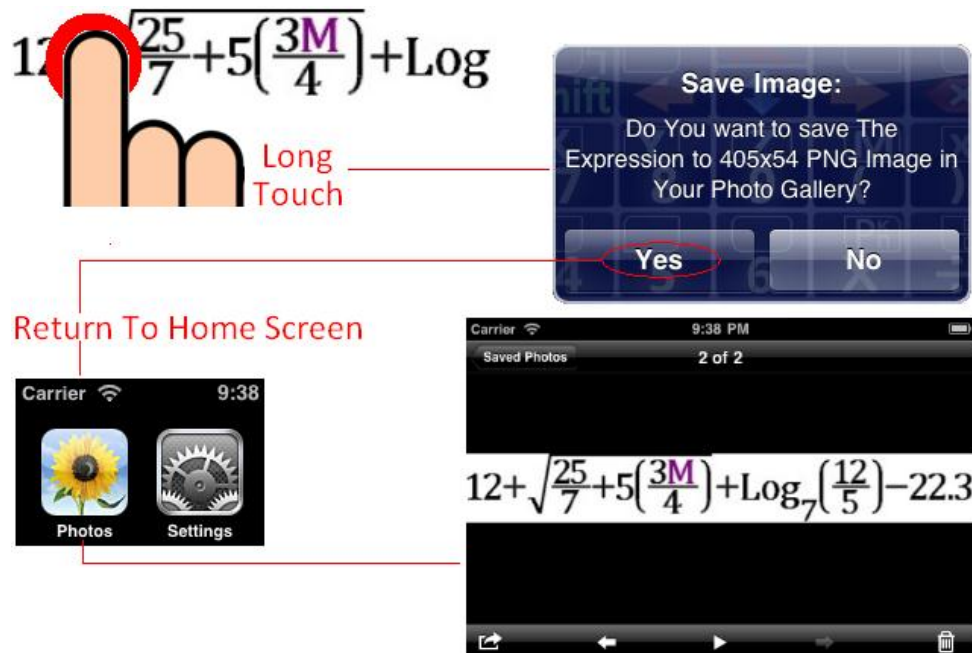 12 √(25/7)+5(3M/4)+Log
Long
Touch
Save Image:
Do You want to save The
Expression to 405x54 PNG Image in
Your Photo Gallery?
Yes
No
Return To Home Screen
Carrier 9:38
Photos
Settings
Carrier 9:38 PM
Saved Photos
2 of 2
12+√(25/7+5(3M/4))+Log₇(12/5)−22.3